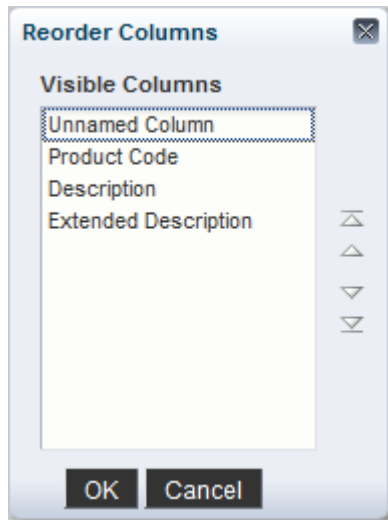 Reorder Columns
Visible Columns
Unnamed Column
Product Code
Description
Extended Description
OK Cancel